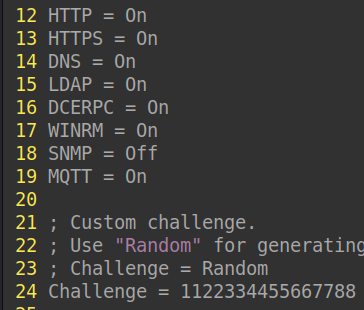 12 HTTP = On
13 HTTPS = On
14 DNS = On
15 LDAP = On
16 DCERPC = On
17 WINRM = On
18 SNMP = Off
19 MQTT = On
20
21 ; Custom challenge.
22 ; Use "Random" for generating
23 ; Challenge = Random
24 Challenge = 1122334455667788